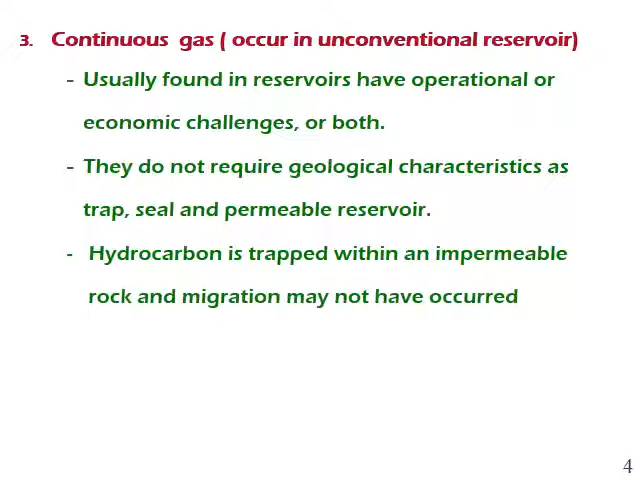 3. Continuous gas ( occur in unconventional reservoir)
- Usually found in reservoirs have operational or
economic challenges, or both.
- They do not require geological characteristics as
trap, seal and permeable reservoir.
- Hydrocarbon is trapped within an impermeable
rock and migration may not have occurred
4